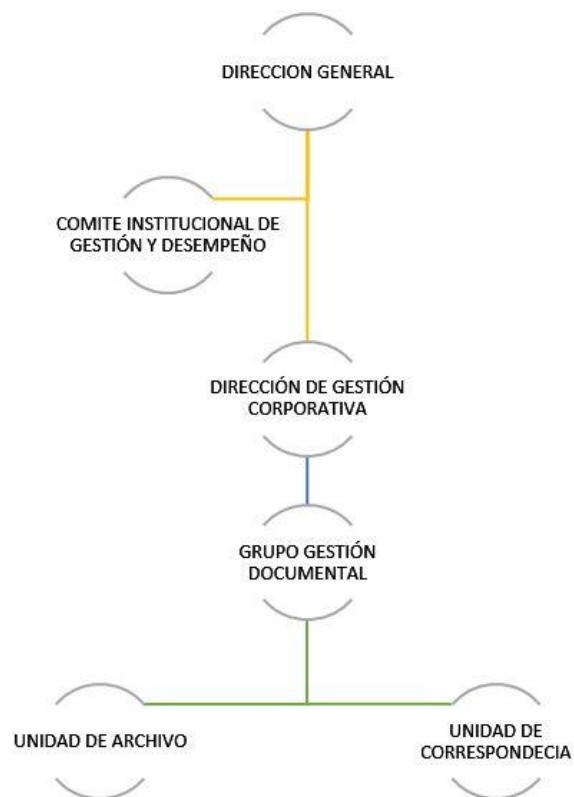 DIRECCION GENERAL
COMITE INSTITUCIONAL DE
GESTIÓN Y DESEMPEÑO
DIRECCIÓN DE GESTIÓN
CORPORATIVA
GRUPO GESTIÓN
DOCUMENTAL
UNIDAD DE ARCHIVO
UNIDAD DE
CORRESPONDECIA